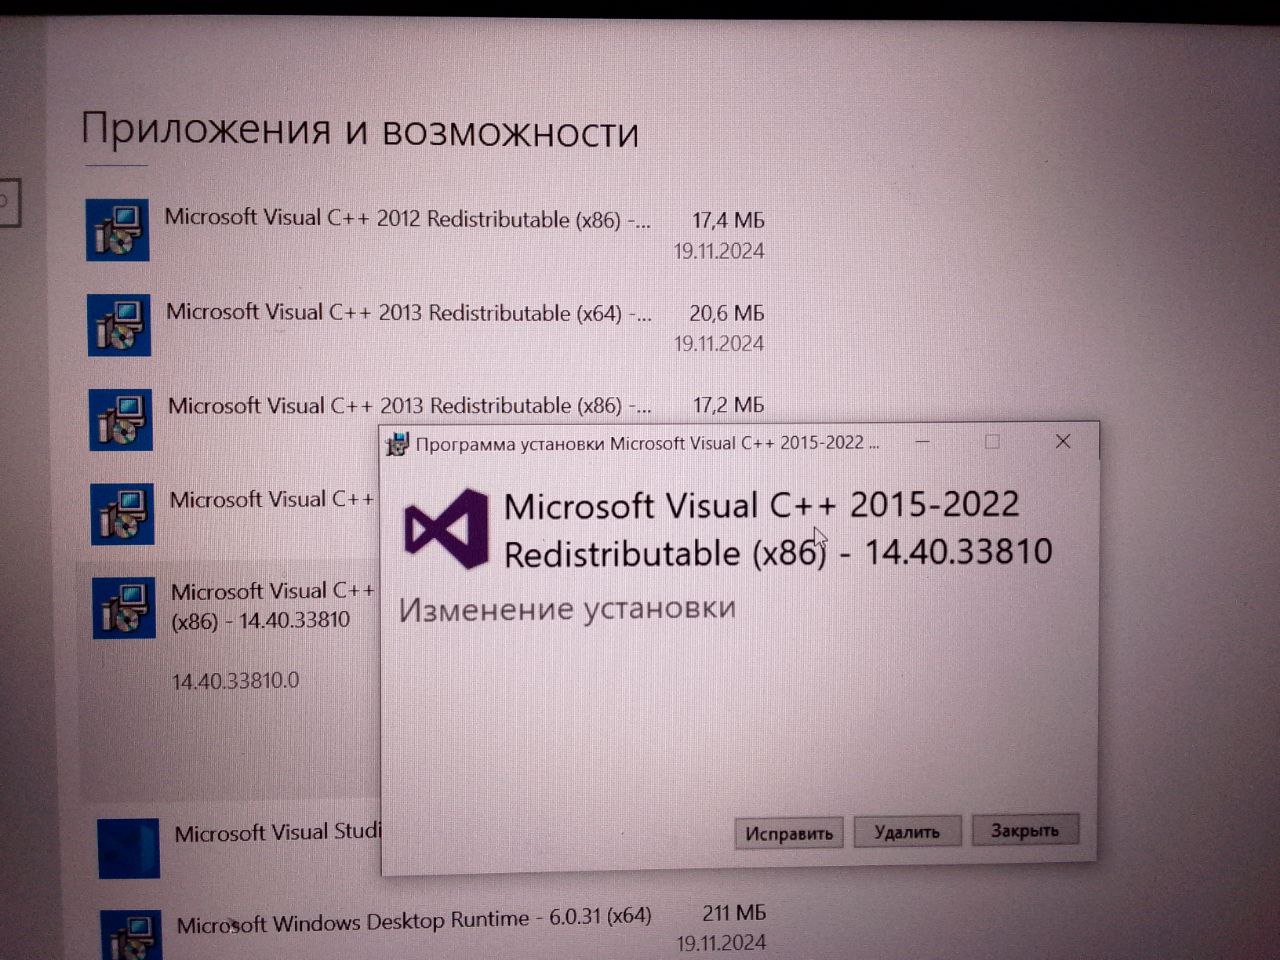 Приложения и возможности
Microsoft Visual C++ 2012 Redistributable (x86) -...
17,4 МБ
19.11.2024
Microsoft Visual C++ 2013 Redistributable (x64) -...
20,6 МБ
19.11.2024
Microsoft Visual C++ 2013 Redistributable (x86) -...
17,2 МБ
Microsoft Visual C++
Microsoft Visual C++
(x86) - 14.40.33810
14.40.33810.0
Программа установки Microsoft Visual C++ 2015-2022 ...
Microsoft Visual C++ 2015-2022
Redistributable (x86) - 14.40.33810
Изменение установки
Исправить
Удалить
Закрыть
Microsoft Visual Studi
Microsoft Windows Desktop Runtime - 6.0.31 (x64)
211 МБ
19.11.2024